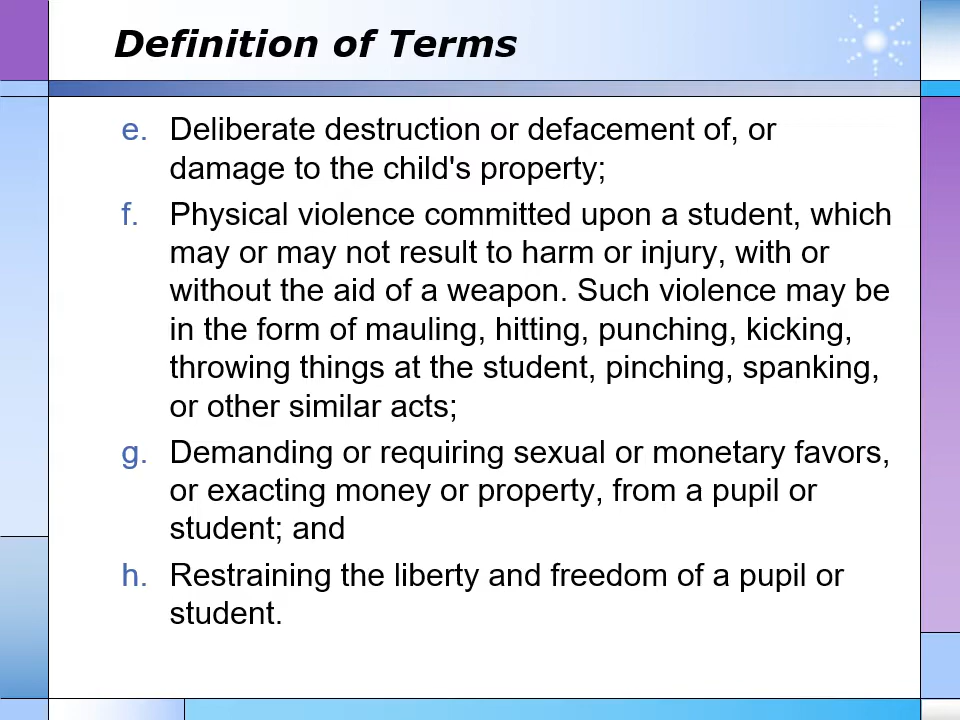 Definition of Terms
e. Deliberate destruction or defacement of, or
damage to the child's property;
f. Physical violence committed upon a student, which
may or may not result to harm or injury, with or
without the aid of a weapon. Such violence may be
in the form of mauling, hitting, punching, kicking,
throwing things at the student, pinching, spanking,
or other similar acts;
g. Demanding or requiring sexual or monetary favors,
or exacting money or property, from a pupil or
student; and
h. Restraining the liberty and freedom of a pupil or
student.